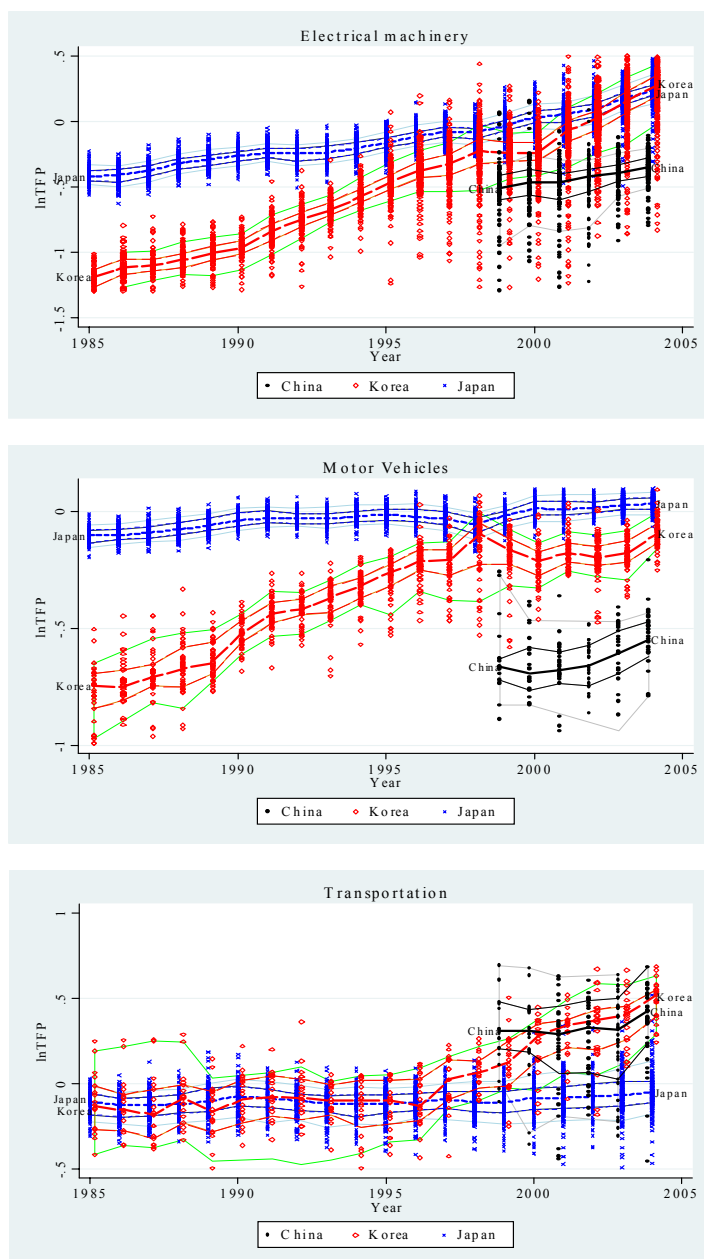 Electrical machinery
lnTFP
.5
0
-.5
-1
-1.5
Japan
Korea
China
Korea
Japan
China
1985
1990
1995
2000
2005
Year
China
Korea
Japan
Motor Vehicles
lnTFP
0
-.5
-1
Japan
Korea
China
Japan
Korea
China
1985
1990
1995
2000
2005
Year
China
Korea
Japan
Transportation
lnTFP
1
.5
0
-.5
Japan
Korea
China
Korea
China
Japan
1985
1990
1995
2000
2005
Year
China
Korea
Japan